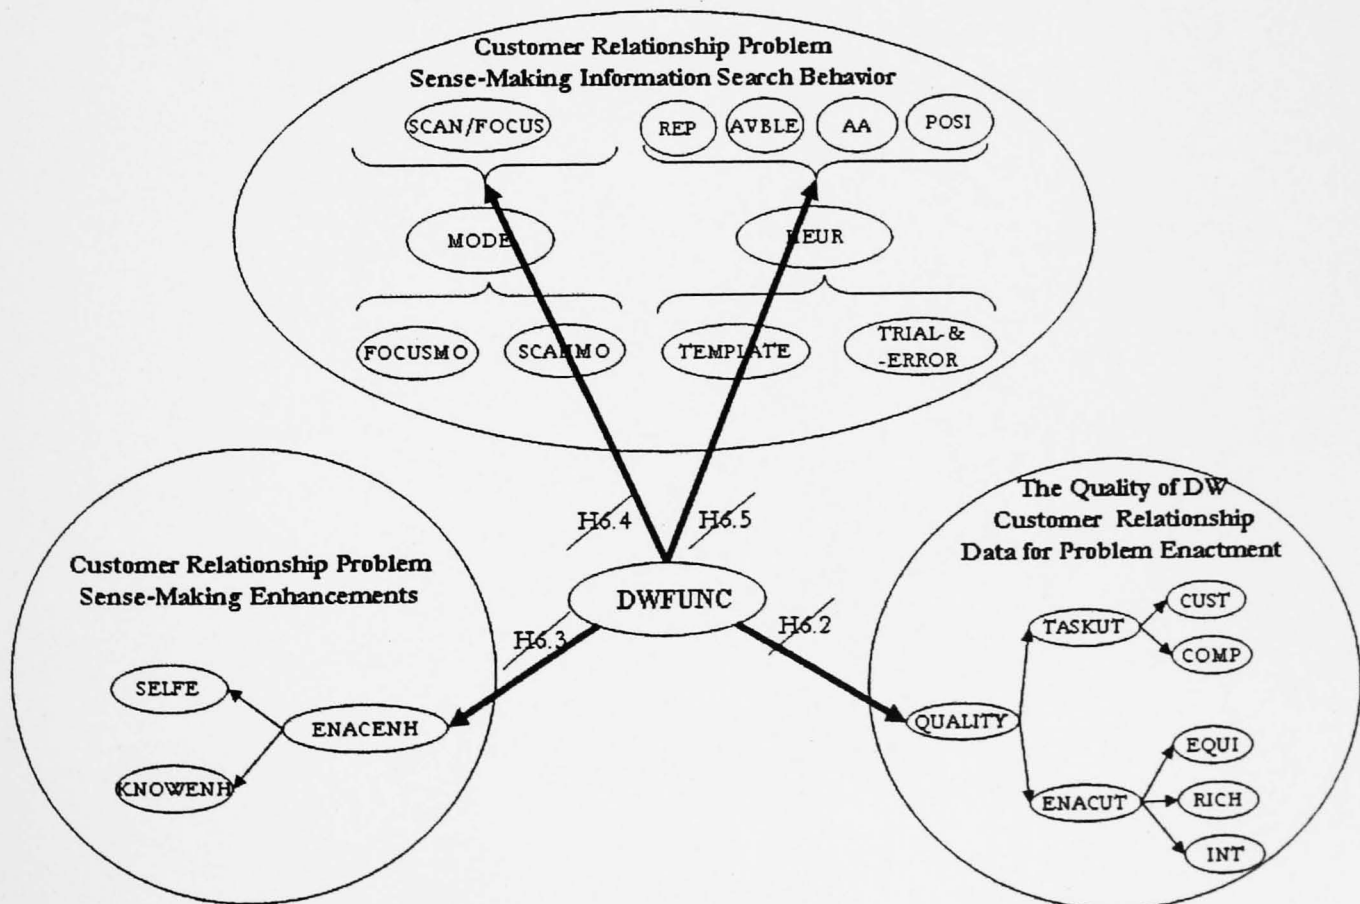 Customer Relationship Problem
Sense-Making Information Search Behavior
SCAN/FOCUS
REP
AVBLE
AA
POSI
MODE
HEUR
FOCUSMO
SCANMO
TEMPLATE
TRIAL-&
-ERROR
H6.4
H6.5
Customer Relationship Problem
Sense-Making Enhancements
DWFUNC
H6.3
H6.2
SELFE
ENACENH
KNOWENH
The Quality of DW
Customer Relationship
Data for Problem Enactment
TASKUT
CUST
COMP
QUALITY
EQUI
ENACUT
RICH
INT